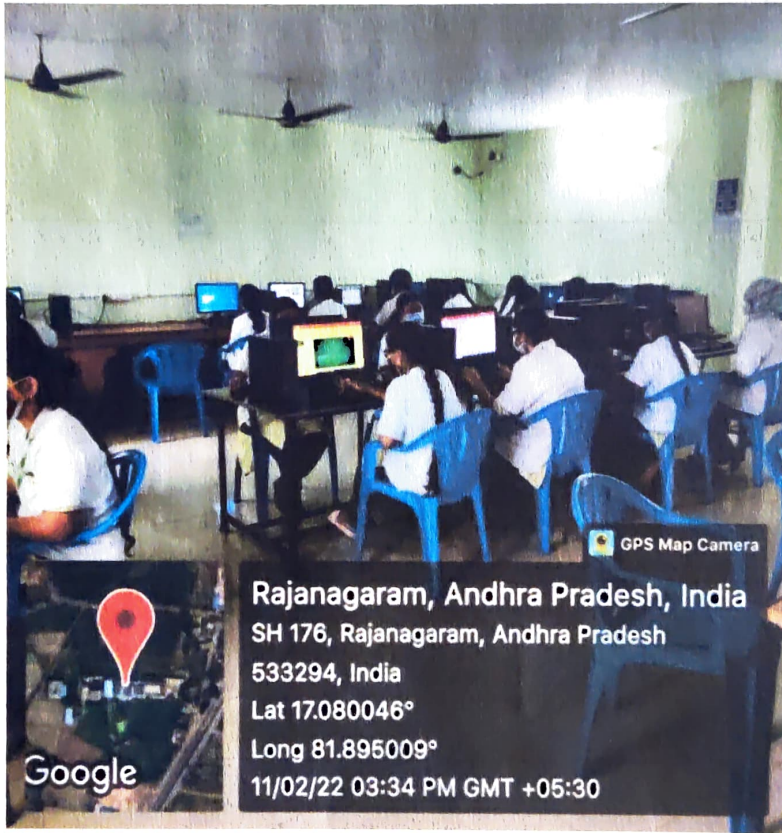 GPS Map Camera
Rajanagaram, Andhra Pradesh, India
SH 176, Rajanagaram, Andhra Pradesh
533294, India
Lat 17.080046°
Long 81.895009°
11/02/22 03:34 PM GMT +05:30
Google